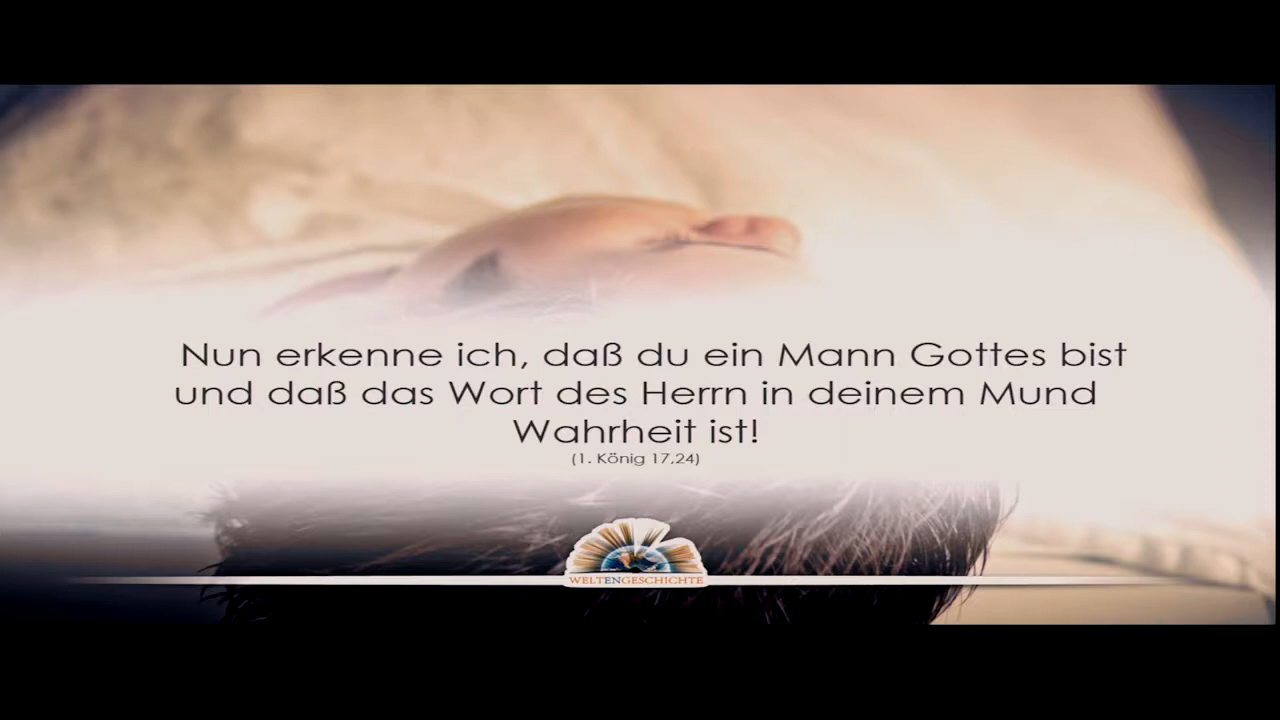 Nun erkenne ich, daß du ein Mann Gottes bist
und daß das Wort des Herrn in deinem Mund
Wahrheit ist!
(1. König 17,24)
WELTENGESCHICHTE